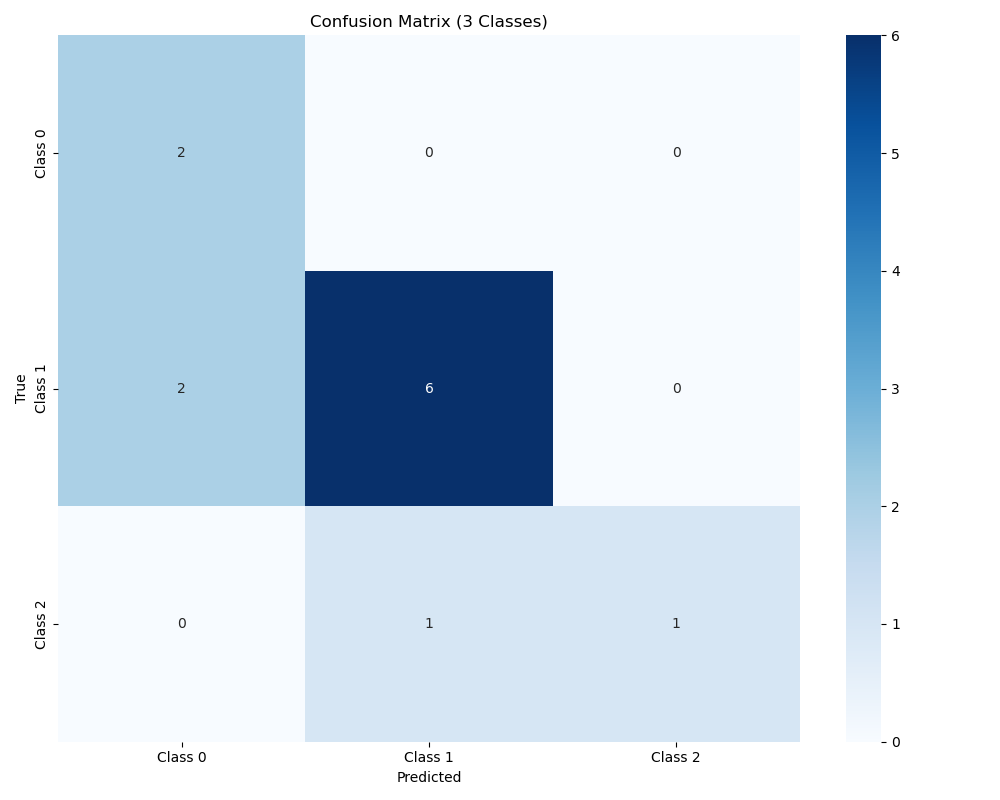 Confusion Matrix (3 Classes)
True
Class 0
2 0 0
Class 1
2 6 0
Class 2
0 1 1
Class 0 Class 1 Class 2
Predicted
6
5
4
3
2
1
0